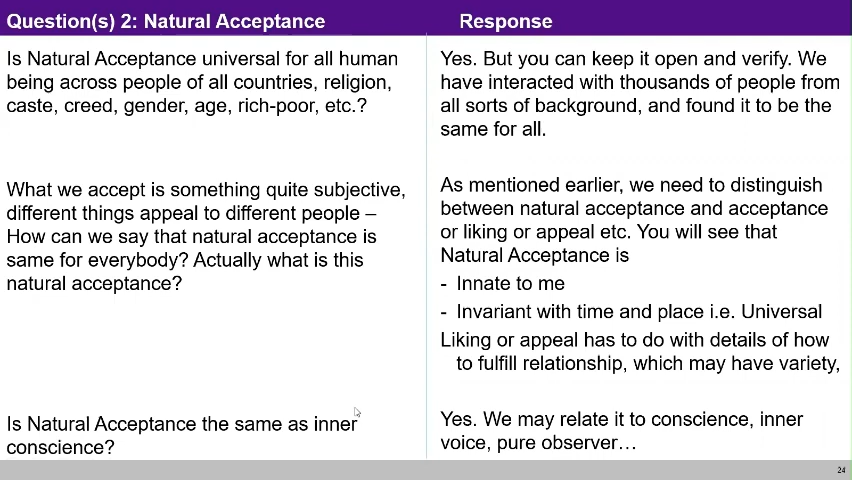 Question(s) 2: Natural Acceptance
Response
Is Natural Acceptance universal for all human
being across people of all countries, religion,
caste, creed, gender, age, rich-poor, etc.?
Yes. But you can keep it open and verify. We
have interacted with thousands of people from
all sorts of background, and found it to be the
same for all.
What we accept is something quite subjective,
different things appeal to different people –
How can we say that natural acceptance is
same for everybody? Actually what is this
natural acceptance?
As mentioned earlier, we need to distinguish
between natural acceptance and acceptance
or liking or appeal etc. You will see that
Natural Acceptance is
- Innate to me
- Invariant with time and place i.e. Universal
Liking or appeal has to do with details of how
to fulfill relationship, which may have variety,
Is Natural Acceptance the same as inner
conscience?
Yes. We may relate it to conscience, inner
voice, pure observer…
24